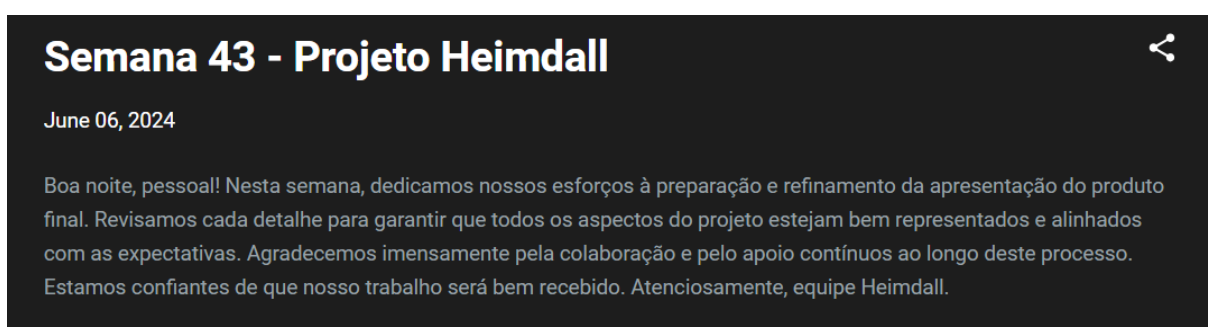 Semana 43 - Projeto Heimdall
June 06, 2024
Boa noite, pessoal! Nesta semana, dedicamos nossos esforços à preparação e refinamento da apresentação do produto
final. Revisamos cada detalhe para garantir que todos os aspectos do projeto estejam bem representados e alinhados
com as expectativas. Agradecemos imensamente pela colaboração e pelo apoio contínuos ao longo deste processo.
Estamos confiantes de que nosso trabalho será bem recebido. Atenciosamente, equipe Heimdall.